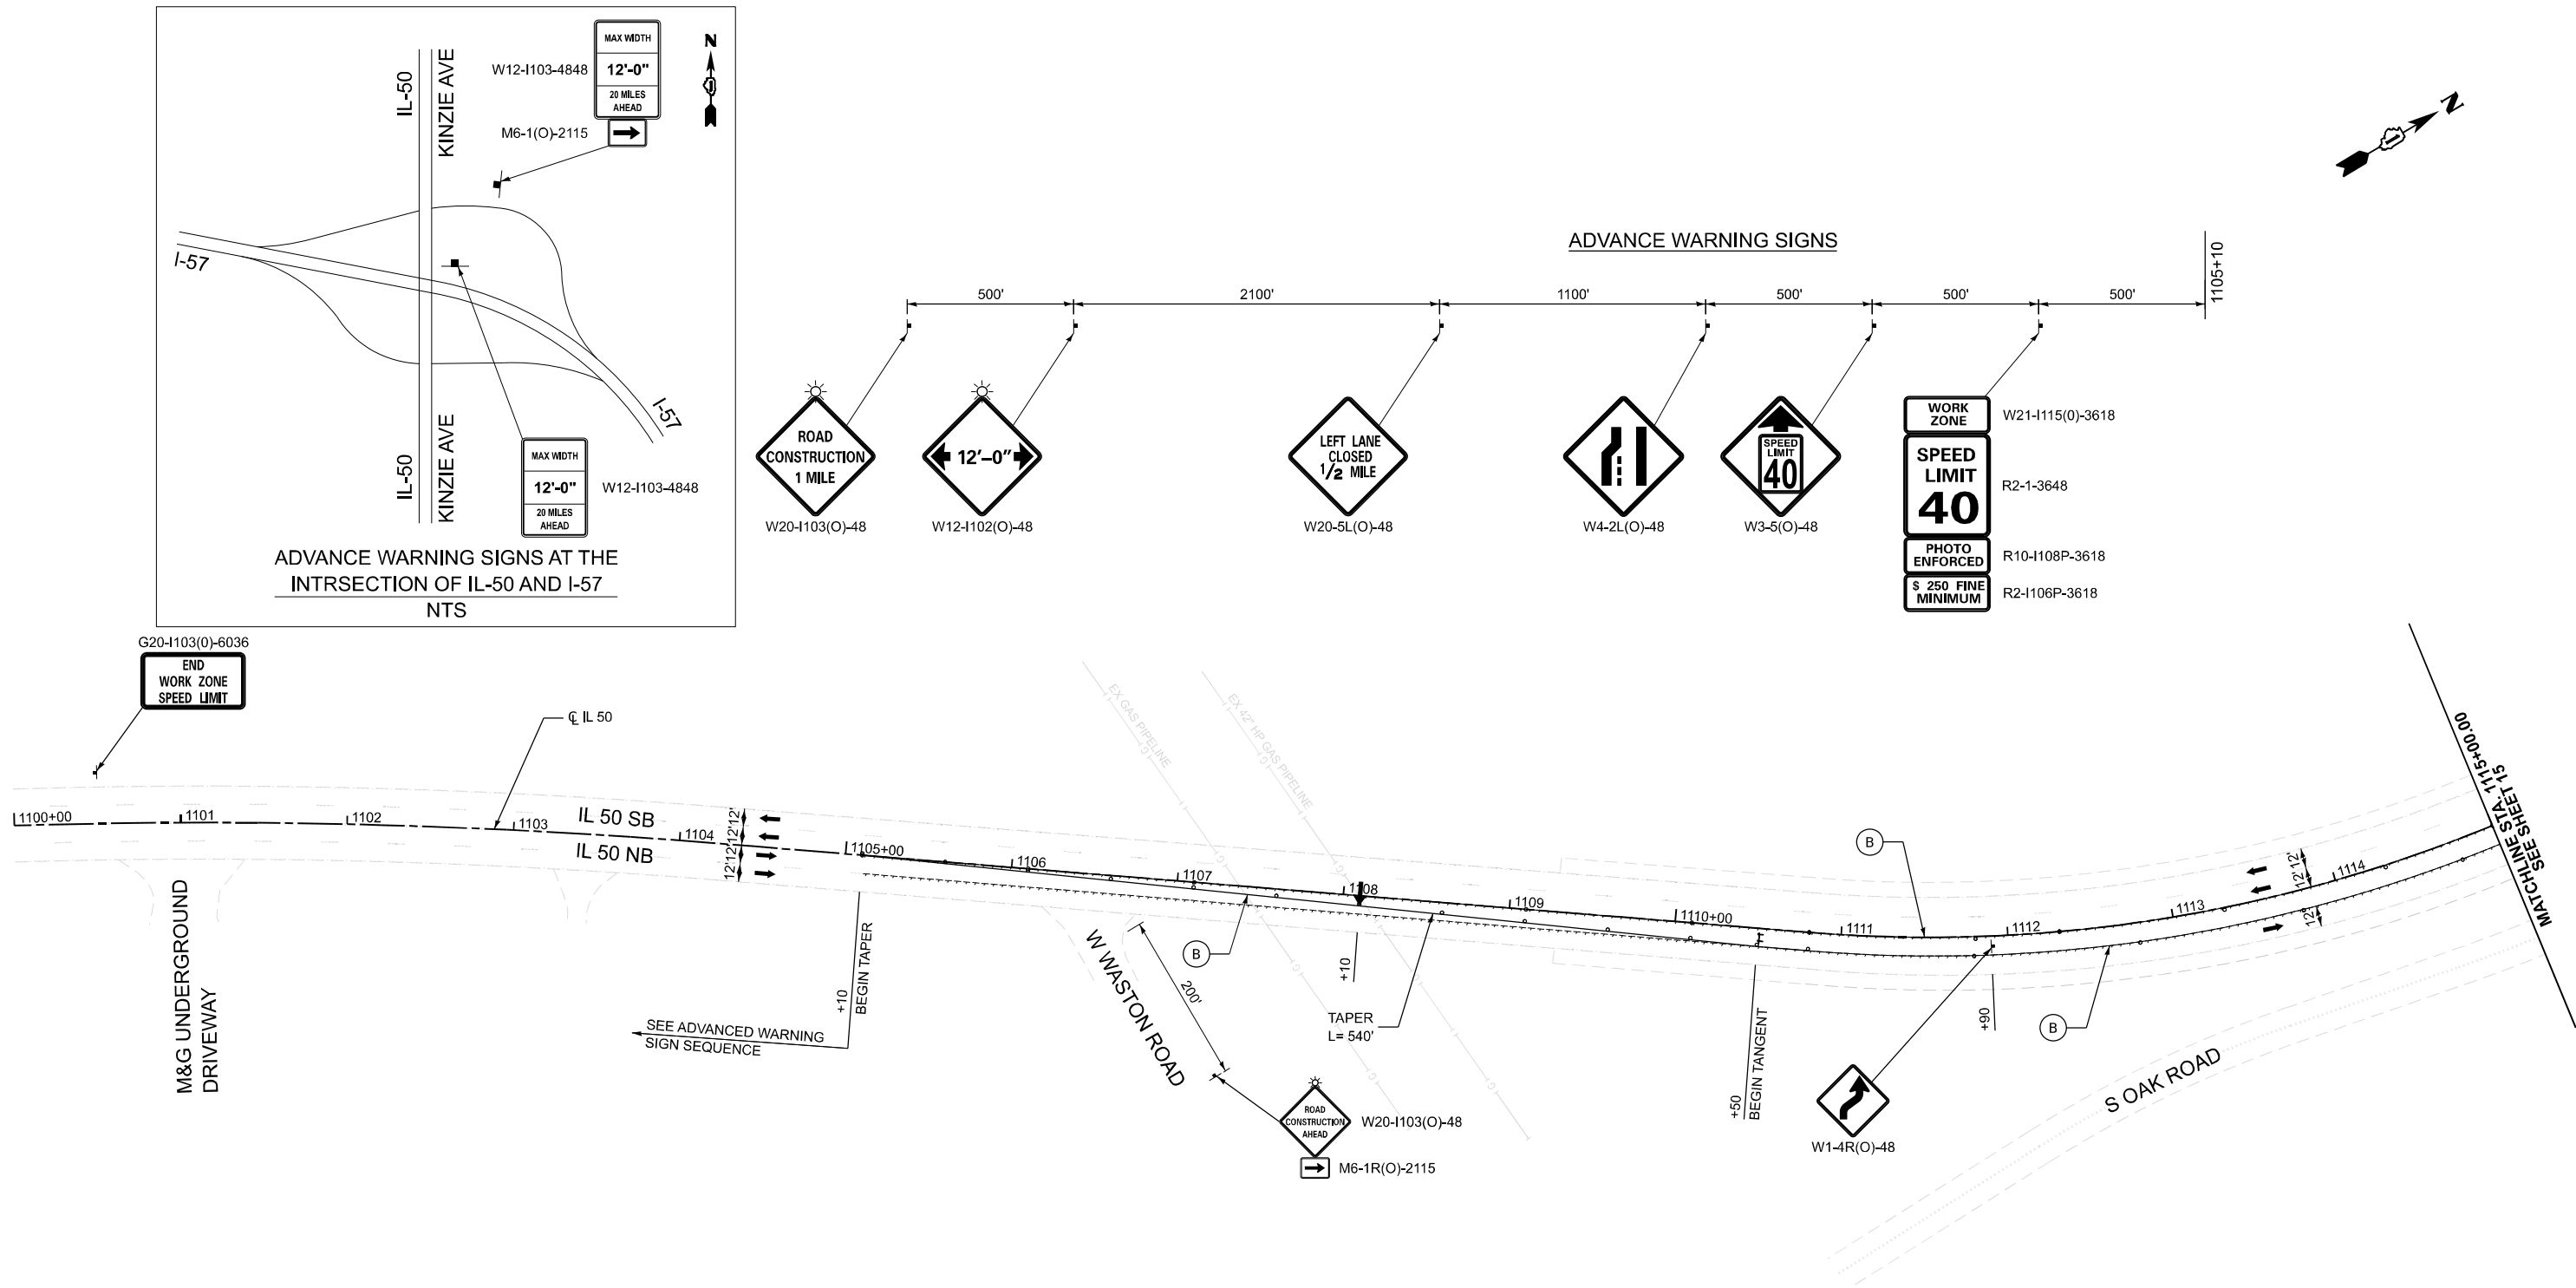 MAX WIDTH
12'-0"
20 MILES
AHEAD
W12-I103-4848
M6-1(O)-2115
N
IL-50
KINZIE AVE
I-57
I-57
IL-50
KINZIE AVE
MAX WIDTH
12'-0"
20 MILES
AHEAD
W12-I103-4848
ADVANCE WARNING SIGNS AT THE
INTRSECTION OF IL-50 AND I-57
NTS
N
ADVANCE WARNING SIGNS
500'
2100'
1100'
500'
500'
500'
1105+10
ROAD
CONSTRUCTION
1 MILE
W20-I103(O)-48
12'–0"
W12-I102(O)-48
LEFT LANE
CLOSED
1/2 MILE
W20-5L(O)-48
W4-2L(O)-48
SPEED
LIMIT
40
W3-5(O)-48
WORK
ZONE
W21-I115(0)-3618
SPEED
LIMIT
40
R2-1-3648
PHOTO
ENFORCED
R10-I108P-3618
$ 250 FINE
MINIMUM
R2-I106P-3618
G20-I103(0)-6036
END
WORK ZONE
SPEED LIMIT
℄ IL 50
EX GAS PIPELINE
EX 42" HP GAS PIPELINE
G
G
G
G
G
G
G
G
1100+00
1101
1102
1103
1104
1105+00
1106
1107
1108
1109
1110+00
1111
1112
1113
1114
IL 50 SB
IL 50 NB
12'
12'
12'
12'
12'
12'
12'
B
B
B
MATCHLINE STA. 1115+00.00
SEE SHEET 15
M&G UNDERGROUND
DRIVEWAY
+10
BEGIN TAPER
SEE ADVANCED WARNING
SIGN SEQUENCE
W WASTON ROAD
200'
+10
TAPER
L= 540'
+50
BEGIN TANGENT
+90
ROAD
CONSTRUCTION
AHEAD
W20-I103(O)-48
M6-1R(O)-2115
W1-4R(O)-48
S OAK ROAD